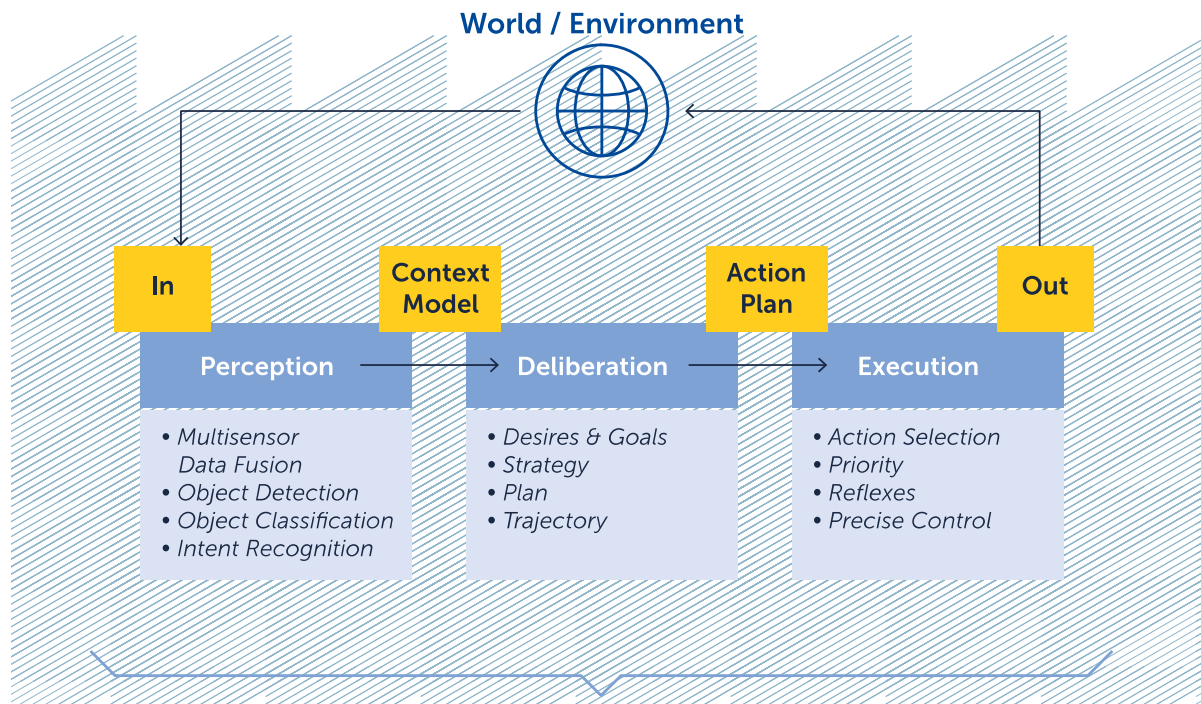 World / Environment
In
Context
Model
Action
Plan
Out
Perception
Deliberation
Execution
• Multisensor
Data Fusion
• Object Detection
• Object Classification
• Intent Recognition
• Desires & Goals
• Strategy
• Plan
• Trajectory
• Action Selection
• Priority
• Reflexes
• Precise Control